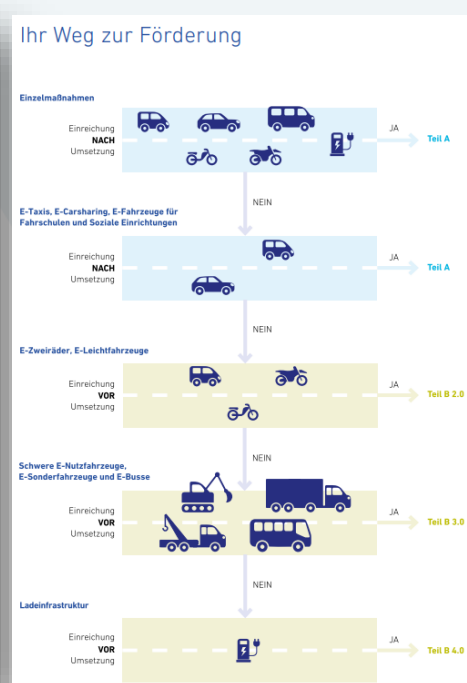 Ihr Weg zur Förderung
Einzelmaßnahmen
Einreichung
NACH
Umsetzung
JA
Teil A
NEIN
E-Taxis, E-Carsharing, E-Fahrzeuge für
Fahrschulen und Soziale Einrichtungen
Einreichung
NACH
Umsetzung
JA
Teil A
NEIN
E-Zweiräder, E-Leichtfahrzeuge
Einreichung
VOR
Umsetzung
JA
Teil B 2.0
NEIN
Schwere E-Nutzfahrzeuge,
E-Sonderfahrzeuge und E-Busse
Einreichung
VOR
Umsetzung
JA
Teil B 3.0
NEIN
Ladeinfrastruktur
Einreichung
VOR
Umsetzung
JA
Teil B 4.0